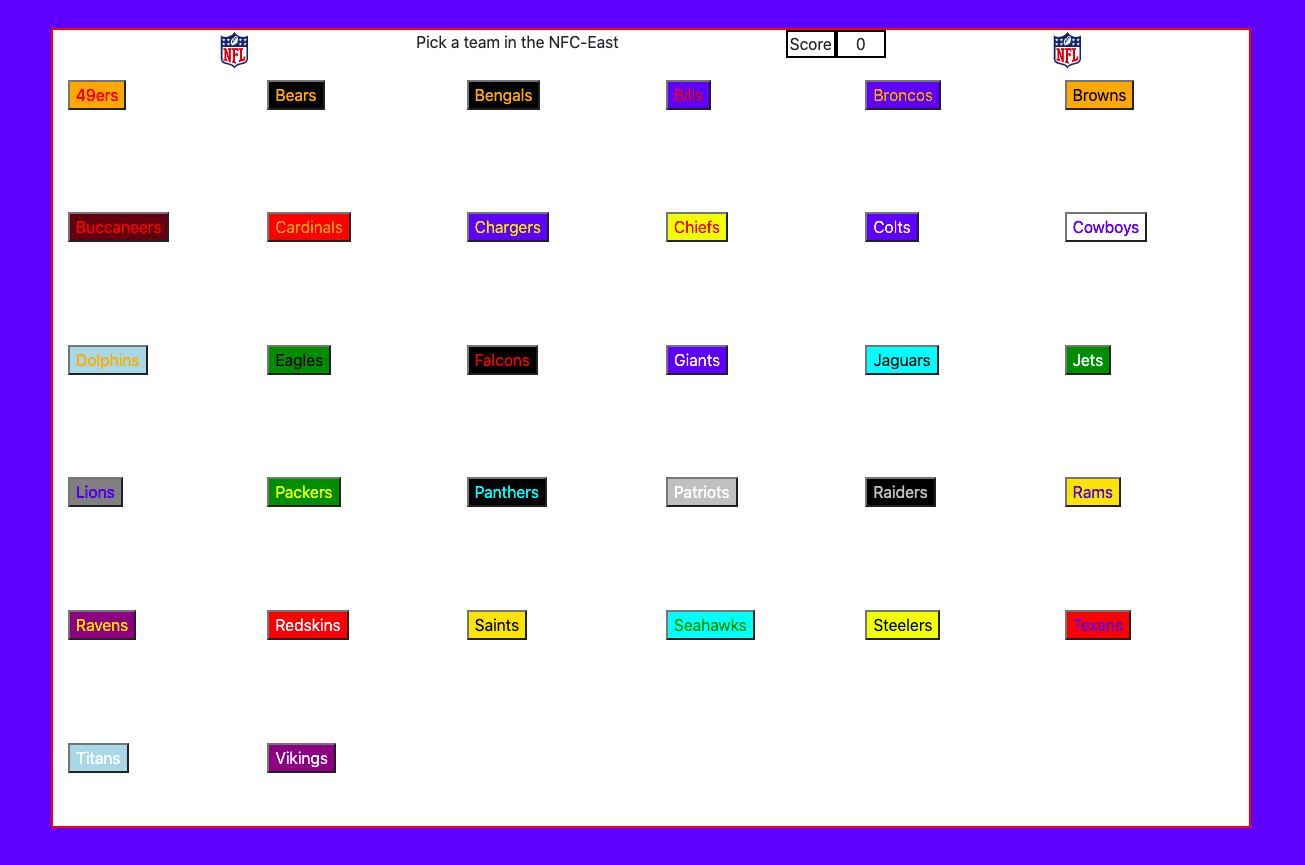 NFL Pick a team in the NFC-East Score 0 NFL
49ers Bears Bengals Bills Broncos Browns
Buccaneers Cardinals Chargers Chiefs Colts Cowboys
Dolphins Eagles Falcons Giants Jaguars Jets
Lions Packers Panthers Patriots Raiders Rams
Ravens Redskins Saints Seahawks Steelers Texans
Titans Vikings